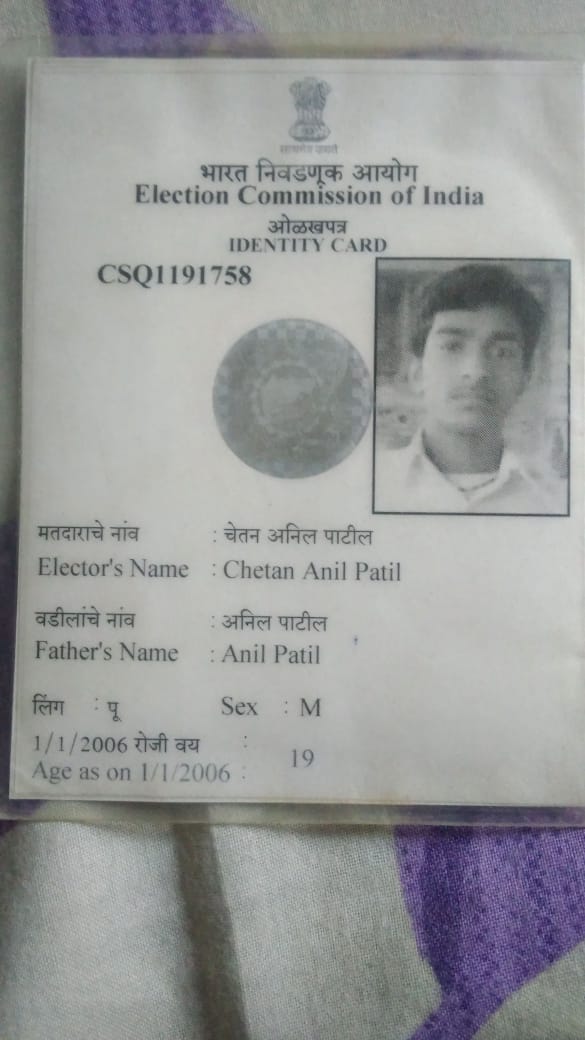 भारत निवडणूक आयोग
Election Commission of India
ओळखपत्र
IDENTITY CARD
CSQ1191758
मतदाराचे नांव : चेतन अनिल पाटील
Elector's Name : Chetan Anil Patil
वडीलांचे नांव : अनिल पाटील
Father's Name : Anil Patil
लिंग : पू Sex : M
1/1/2006 रोजी वय :
Age as on 1/1/2006 : 19